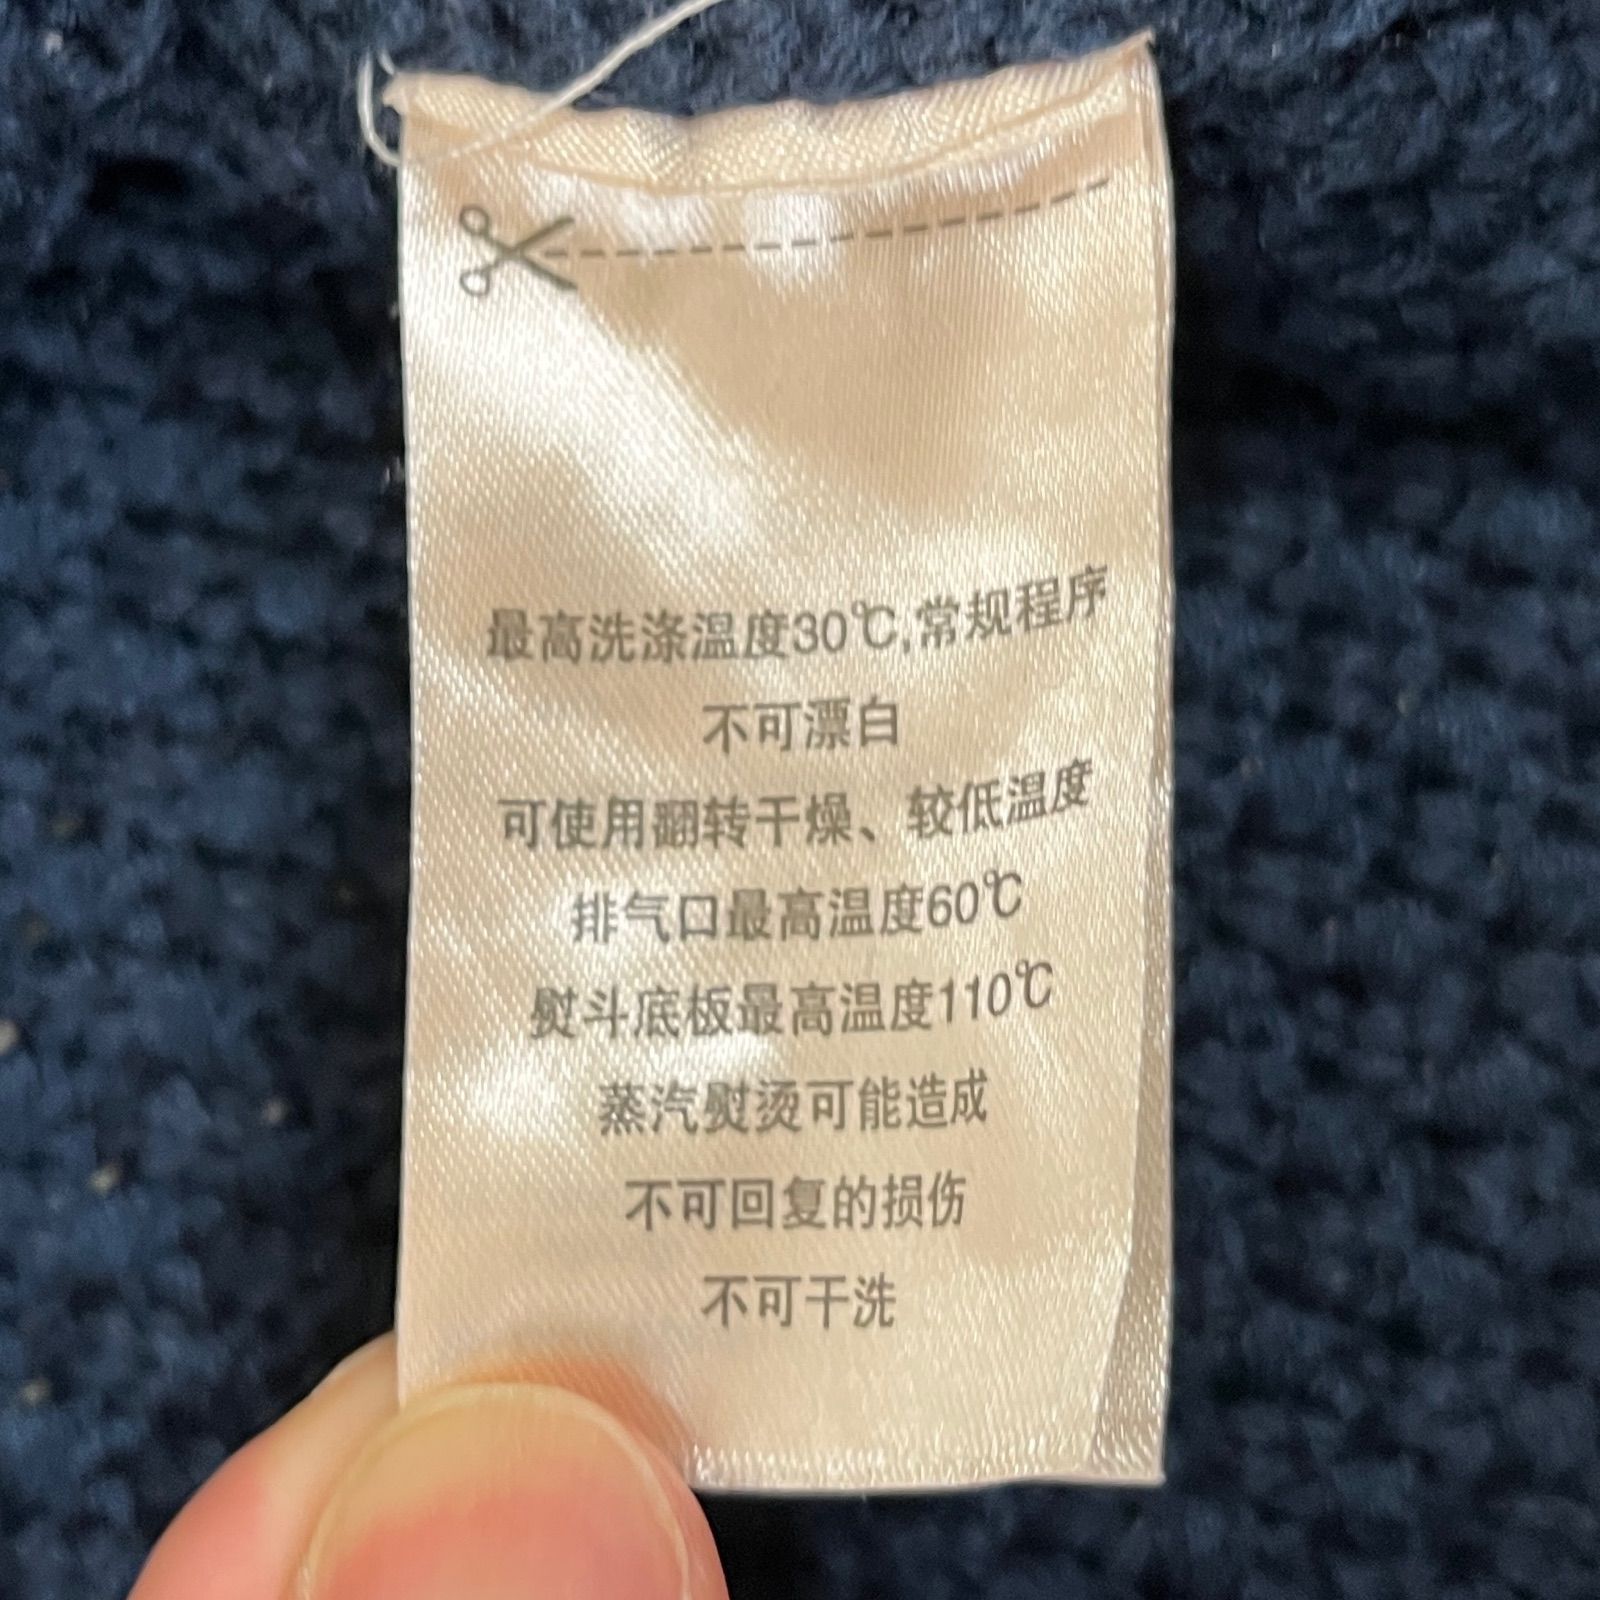 最高洗涤温度30℃,常规程序
不可漂白
可使用翻转干燥、较低温度
排气口最高温度60℃
熨斗底板最高温度110℃
蒸汽熨烫可能造成
不可回复的损伤
不可干洗